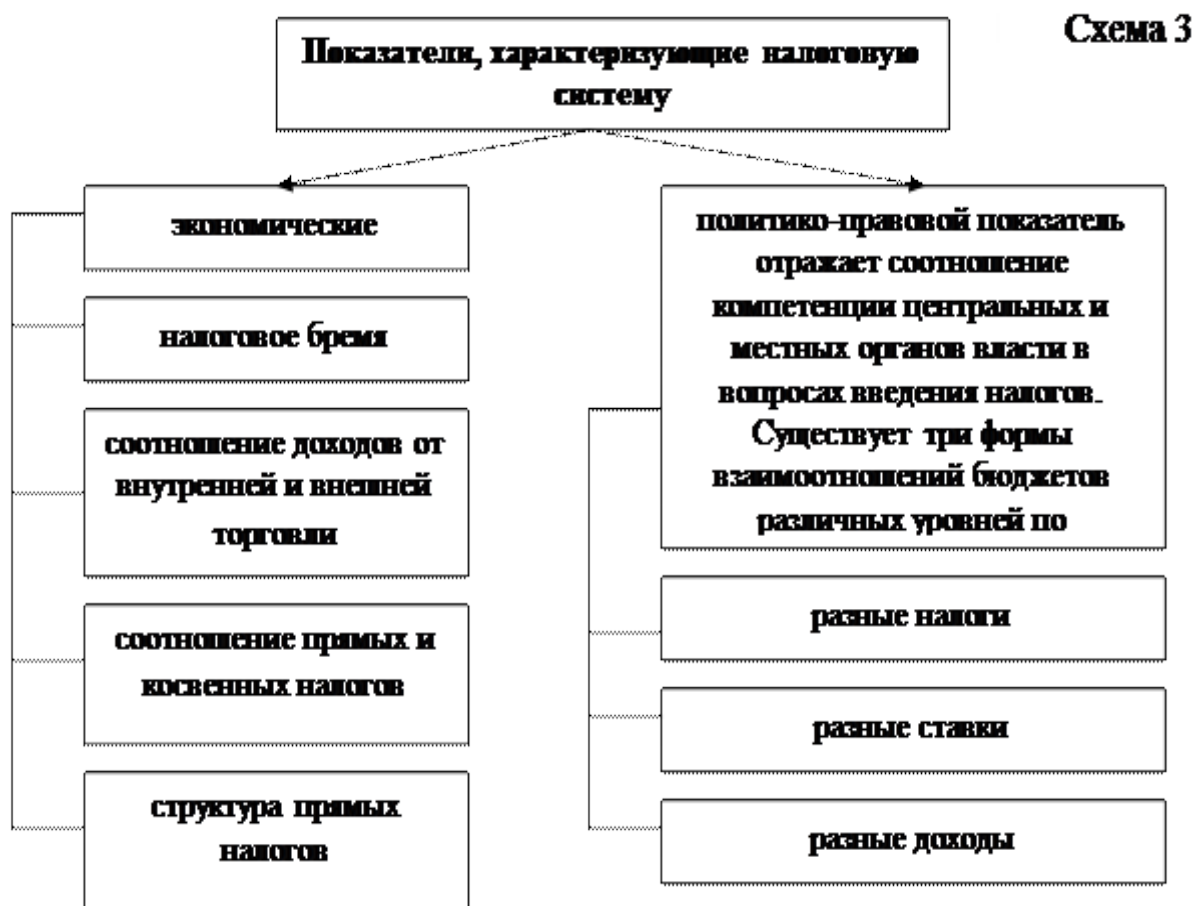 Схема 3
Показатели, характеризующие налоговую
систему
экономические
налоговое бремя
соотношение доходов от
внутренней и внешней
торговли
соотношение прямых и
косвенных налогов
структура прямых
налогов
политико-правовой показатель
отражает соотношение
компетенции центральных и
местных органов власти в
вопросах введения налогов.
Существует три формы
взаимоотношений бюджетов
различных уровней по
разные налоги
разные ставки
разные доходы